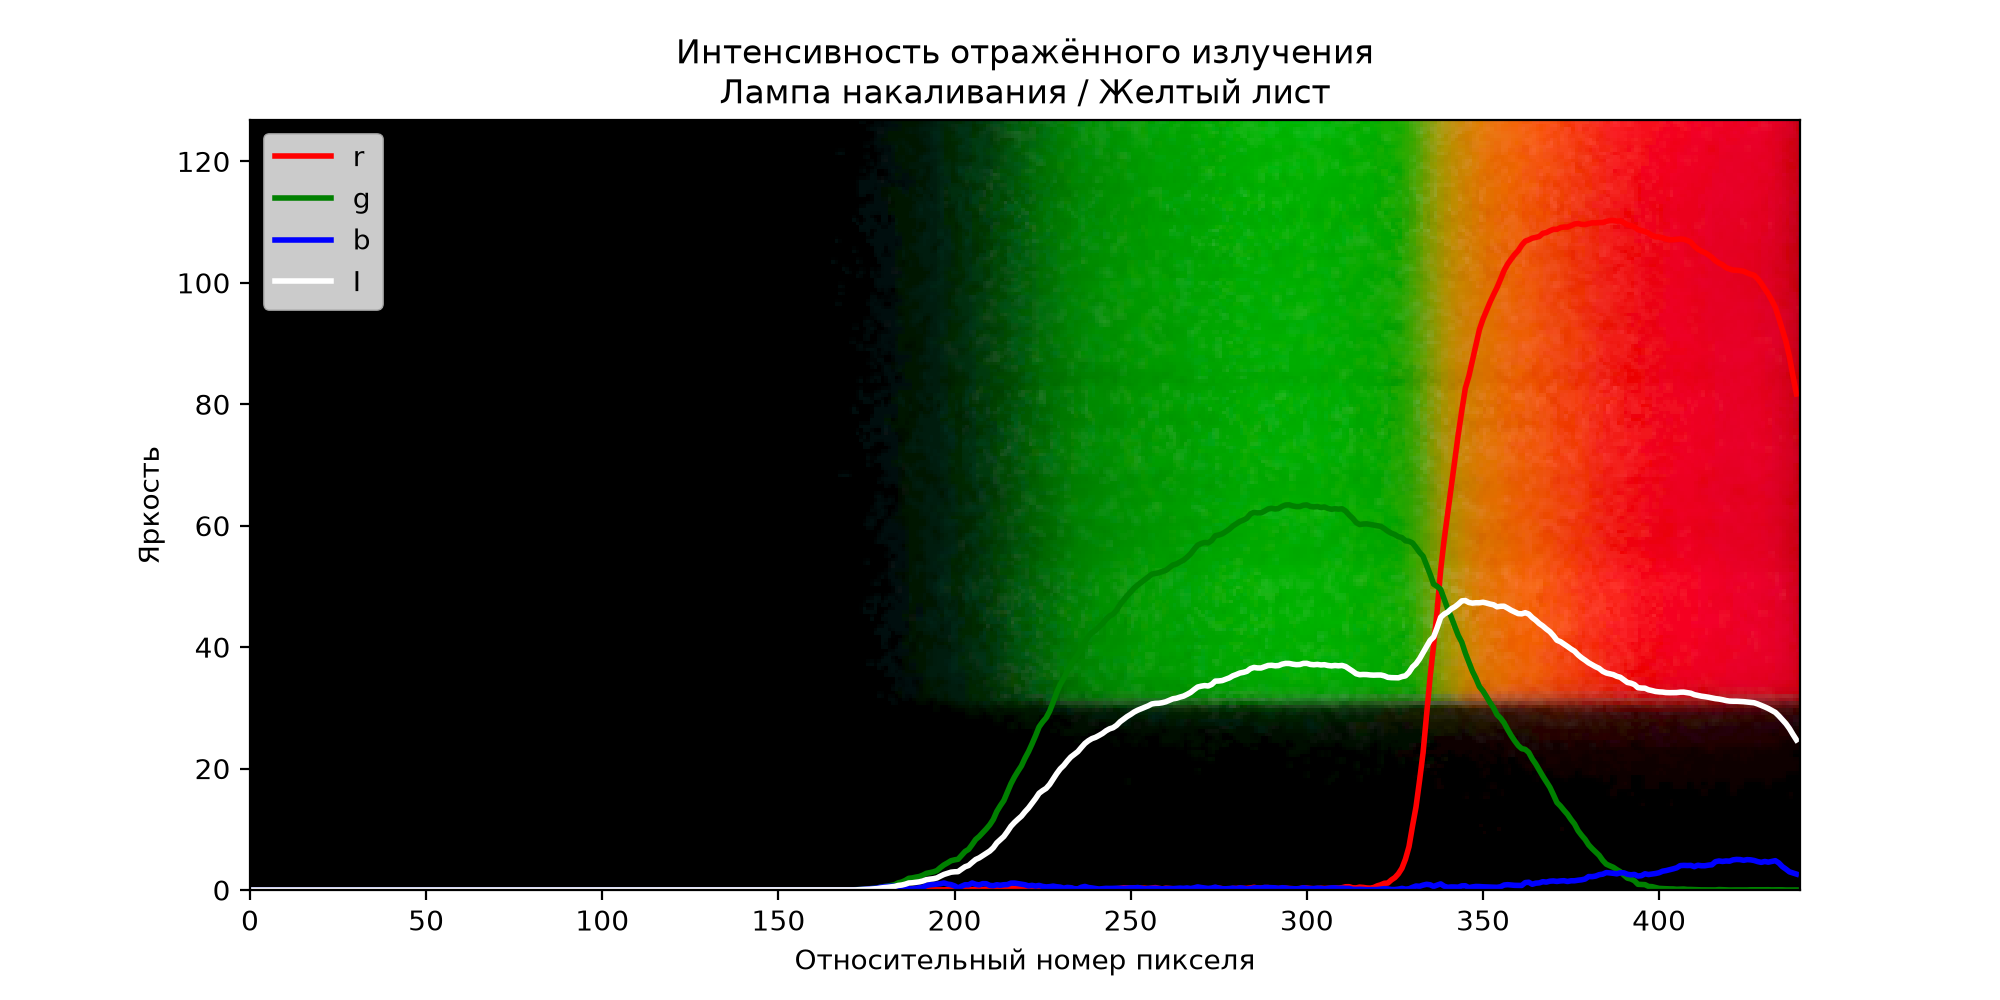 Интенсивность отражённого излучения
Лампа накаливания / Желтый лист
r
g
b
l
120
100
80
60
40
20
0
Яркость
0 50 100 150 200 250 300 350 400
Относительный номер пикселя